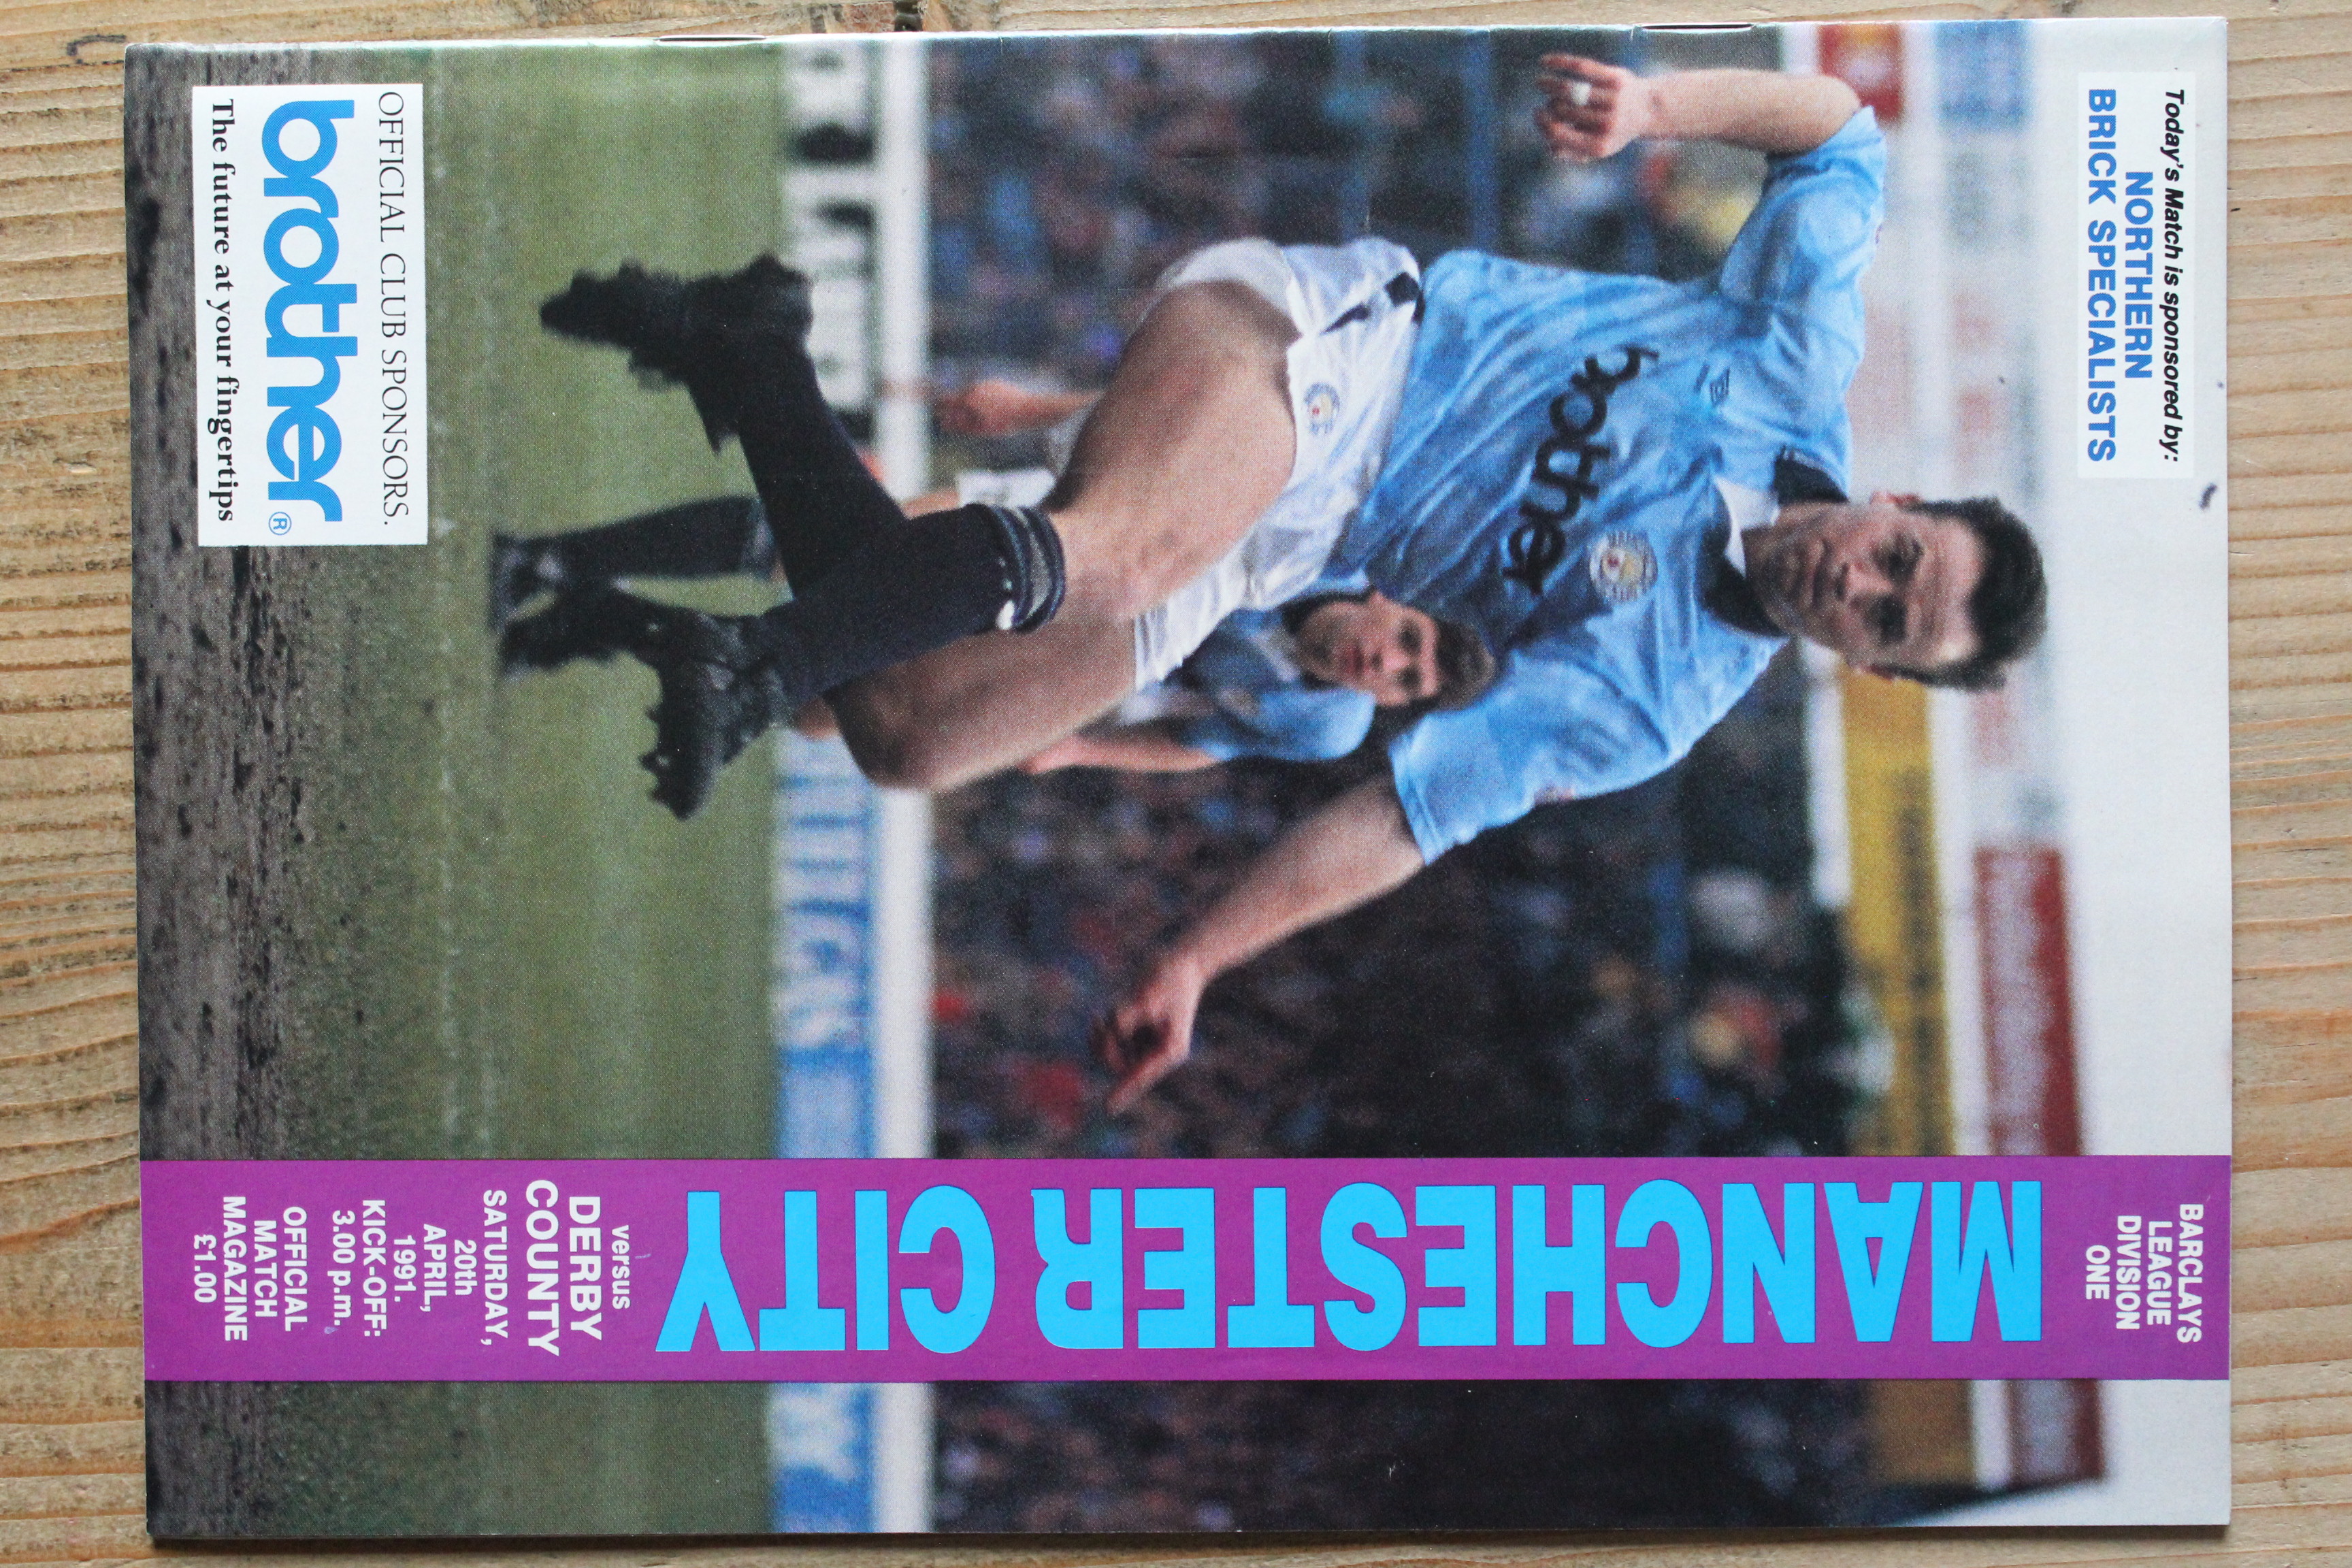 BARCLAYS
LEAGUE
DIVISION
ONE
MANCHESTER CITY
versus
DERBY
COUNTY
SATURDAY,
20th
APRIL,
1991.
KICK-OFF:
3.00 p.m.
OFFICIAL
MATCH
MAGAZINE
£1.00
Today's Match is sponsored by:
NORTHERN
BRICK SPECIALISTS
brother
OFFICIAL CLUB SPONSORS.
brother®
The future at your fingertips